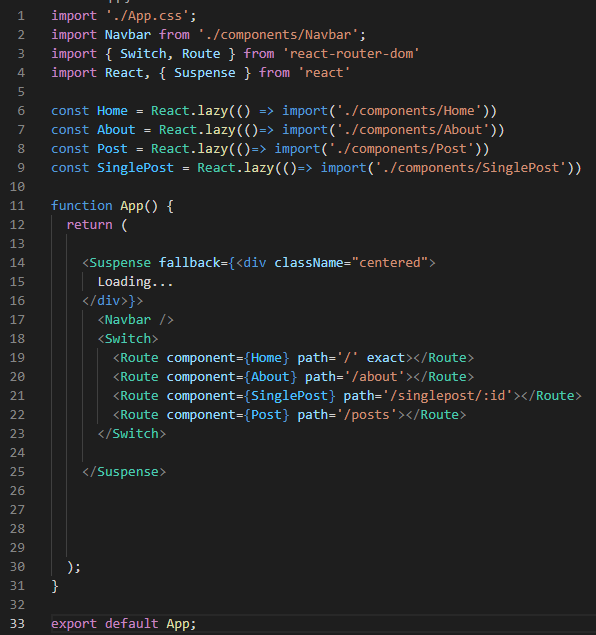 1 import './App.css';
2 import Navbar from './components/Navbar';
3 import { Switch, Route } from 'react-router-dom'
4 import React, { Suspense } from 'react'
5
6 const Home = React.lazy(() => import('./components/Home'))
7 const About = React.lazy(()=> import('./components/About'))
8 const Post = React.lazy(()=> import('./components/Post'))
9 const SinglePost = React.lazy(()=> import('./components/SinglePost'))
10
11 function App() {
12   return (
13
14     <Suspense fallback={<div className="centered">
15       Loading...
16     </div>}>
17       <Navbar />
18       <Switch>
19         <Route component={Home} path='/' exact></Route>
20         <Route component={About} path='/about'></Route>
21         <Route component={SinglePost} path='/singlepost/:id'></Route>
22         <Route component={Post} path='/posts'></Route>
23       </Switch>
24
25     </Suspense>
26
27
28
29
30   );
31 }
32
33 export default App;